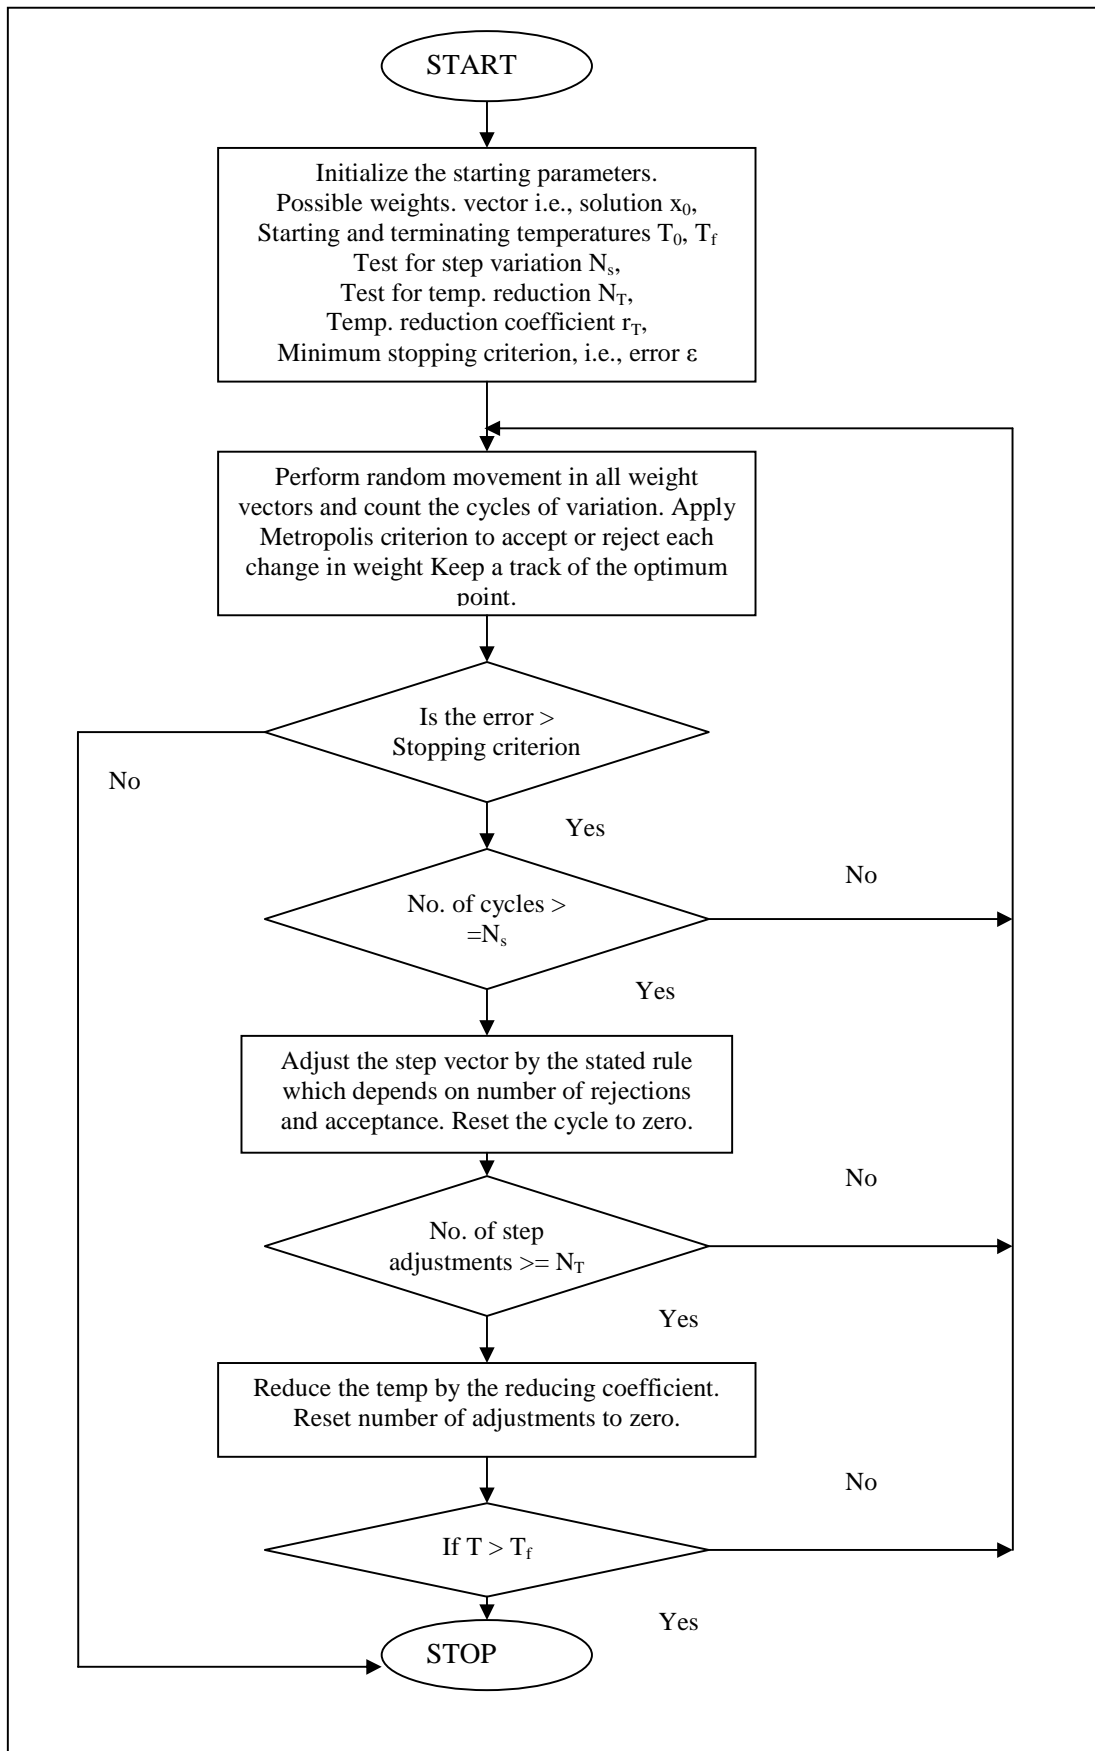 START
Initialize the starting parameters.
Possible weights. vector i.e., solution x₀,
Starting and terminating temperatures T₀, T_f
Test for step variation Nₛ,
Test for temp. reduction N_T,
Temp. reduction coefficient r_T,
Minimum stopping criterion, i.e., error ε
Perform random movement in all weight
vectors and count the cycles of variation. Apply
Metropolis criterion to accept or reject each
change in weight Keep a track of the optimum
point.
Is the error >
Stopping criterion
No
Yes
No. of cycles >
=Nₛ
No
Yes
Adjust the step vector by the stated rule
which depends on number of rejections
and acceptance. Reset the cycle to zero.
No
No. of step
adjustments >= N_T
Yes
Reduce the temp by the reducing coefficient.
Reset number of adjustments to zero.
No
If T > T_f
Yes
STOP